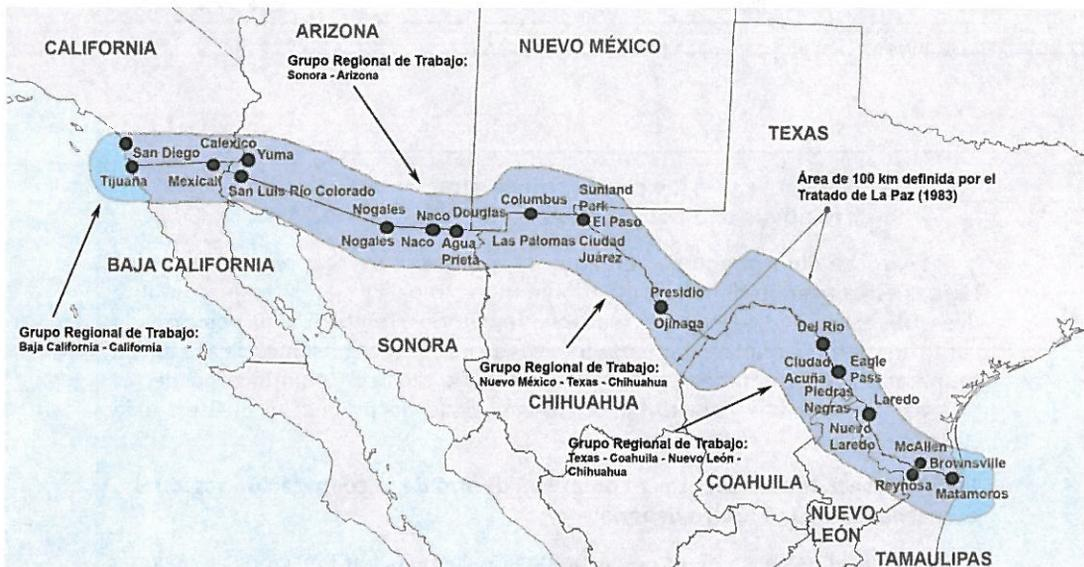 CALIFORNIA
ARIZONA
NUEVO MÉXICO
Grupo Regional de Trabajo:
Sonora - Arizona
TEXAS
Área de 100 km definida por el
Tratado de La Paz (1983)
San Diego
Calexico
Yuma
Tijuana
Mexicali
San Luis Río Colorado
Nogales
Naco
Douglas
Nogales
Naco
Agua
Prieta
Columbus
Sunland
Park
El Paso
Las Palomas
Ciudad
Juárez
BAJA CALIFORNIA
Presidio
Ojinaga
Grupo Regional de Trabajo:
Baja California - California
SONORA
Grupo Regional de Trabajo:
Nuevo México - Texas - Chihuahua
CHIHUAHUA
Del Río
Ciudad
Acuña
Eagle
Pass
Piedras
Negras
Laredo
Nuevo
Laredo
Grupo Regional de Trabajo:
Texas - Coahuila - Nuevo León -
Chihuahua
McAllen
Brownsville
Reynosa
Matamoros
COAHUILA
NUEVO
LEÓN
TAMAULIPAS